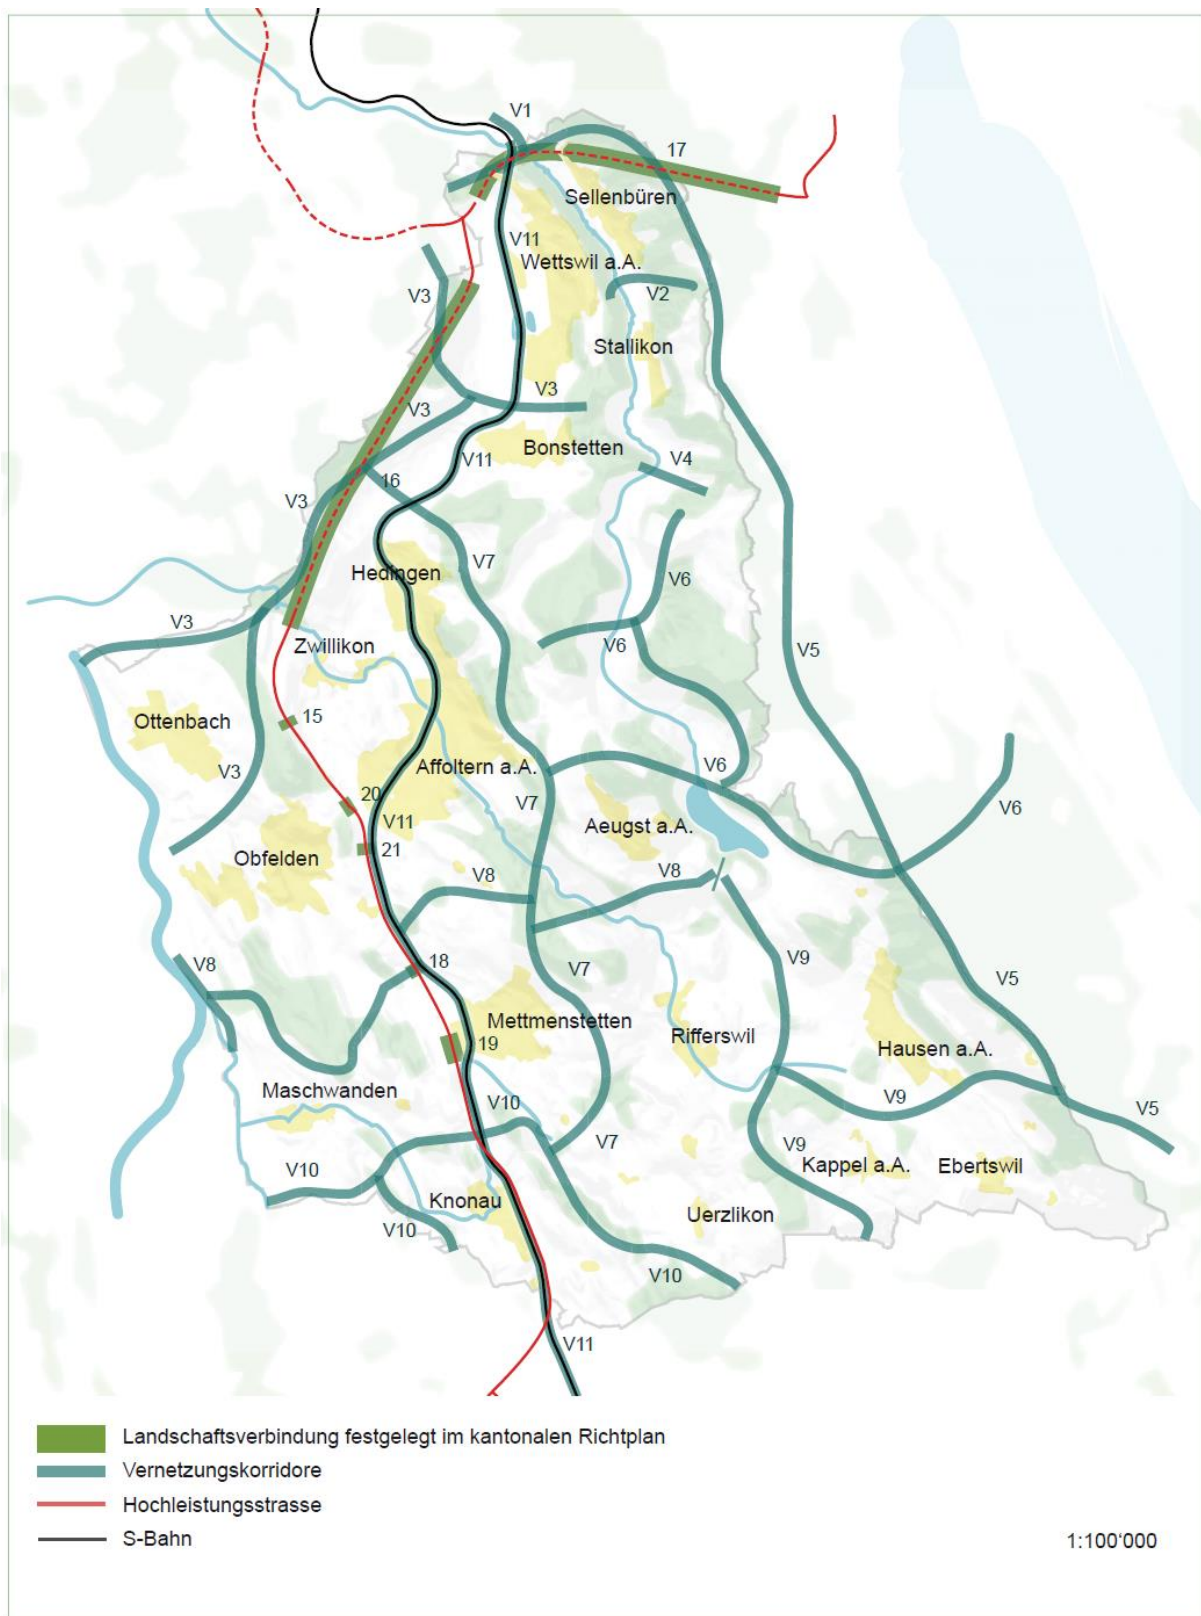 V1
17
Sellenbüren
V11
Wettswil a.A.
V3
V2
Stallikon
V3
V3
Bonstetten
V11
V4
16
V3
V7
Hedingen
V6
V3
Zwillikon
V6
V5
15
Ottenbach
V3
Affoltern a.A.
V6
20
V7
V6
V11
Aeugst a.A.
21
Obfelden
V8
V8
V8
18
V7
V9
V5
Mettmenstetten
19
Rifferswil
Hausen a.A.
Maschwanden
V10
V9
V5
V7
V9
Kappel a.A.
Ebertswil
V10
Knonau
Uerzlikon
V10
V10
V11
Landschaftsverbindung festgelegt im kantonalen Richtplan
Vernetzungskorridore
Hochleistungsstrasse
S-Bahn
1:100'000